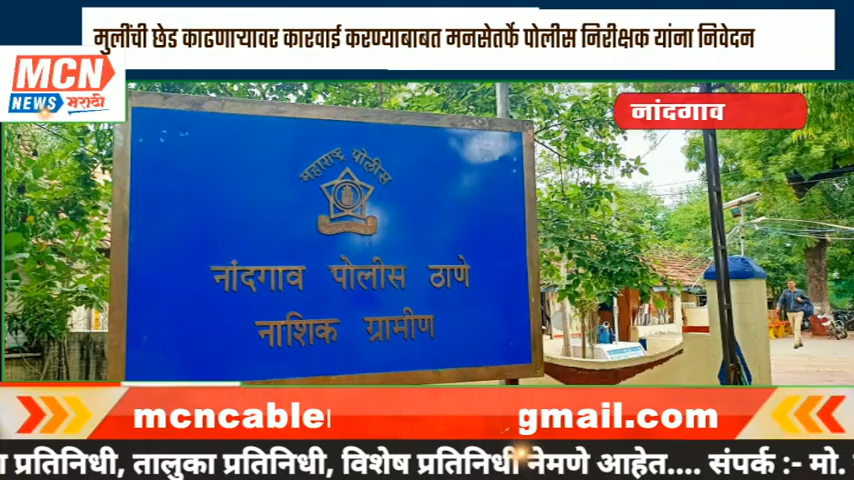 मुलींची छेड काढणाऱ्यावर कारवाई करण्याबाबत मनसेतर्फे पोलीस निरीक्षक यांना निवेदन
MCN
NEWS मराठी
नांदगाव
महाराष्ट्र पोलीस
नांदगाव पोलीस ठाणे
नाशिक ग्रामीण
mcncable gmail.com
प्रतिनिधी, तालुका प्रतिनिधी, विशेष प्रतिनिधी नेमणे आहेत.... संपर्क :- मो.